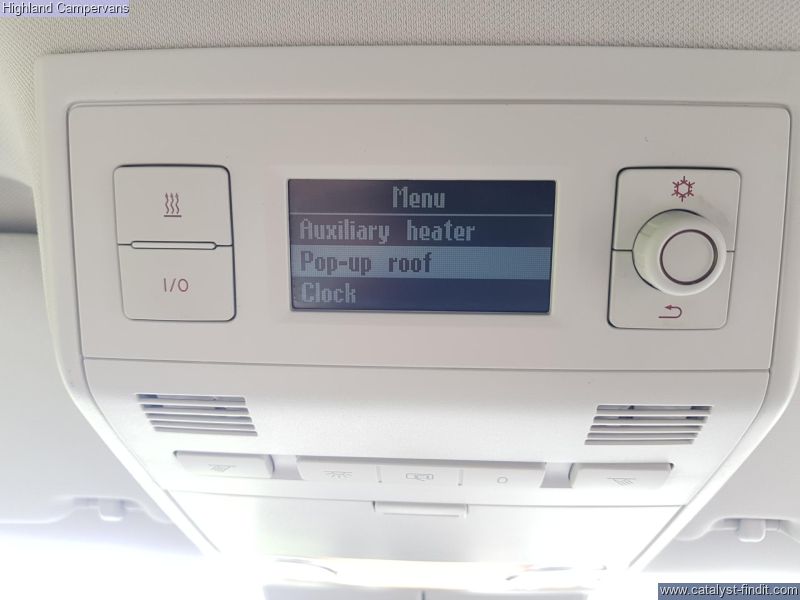 Highland Campervans
Menu
Auxiliary heater
Pop-up roof
Clock
I/O
O
www.catalyst-findit.com